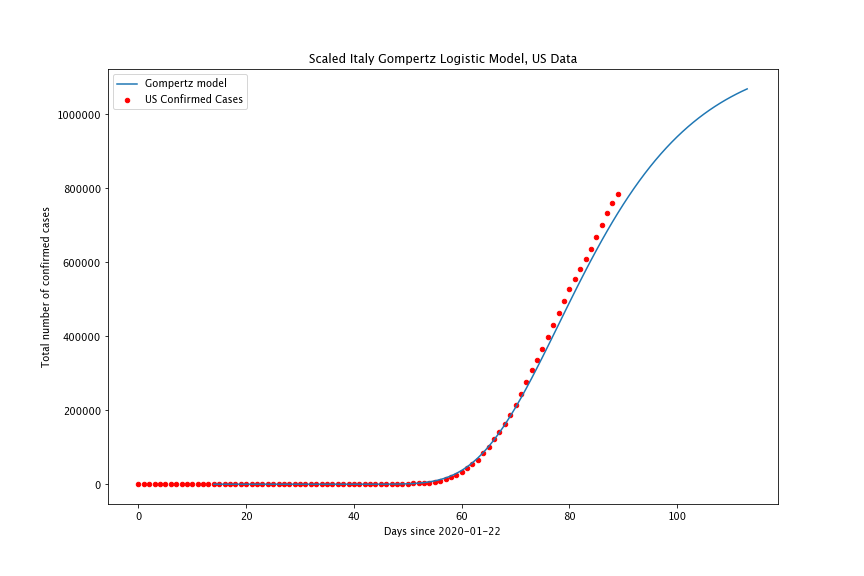 Scaled Italy Gompertz Logistic Model, US Data
Gompertz model
US Confirmed Cases
1000000
800000
600000
400000
200000
0
Total number of confirmed cases
0 20 40 60 80 100
Days since 2020-01-22